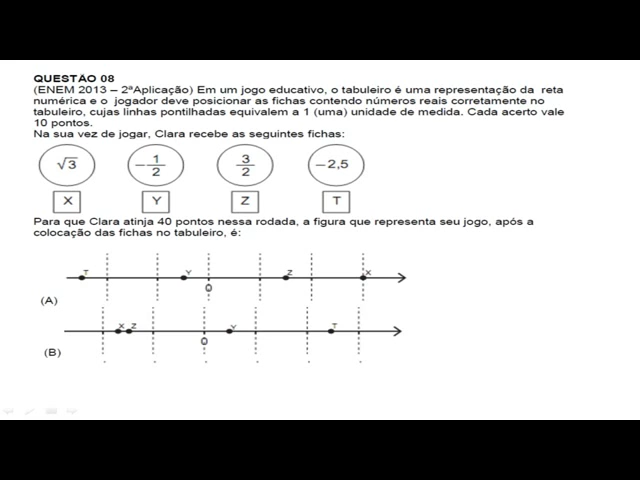 QUESTÃO 08
(ENEM 2013 – 2ªAplicação) Em um jogo educativo, o tabuleiro é uma representação da reta
numérica e o jogador deve posicionar as fichas contendo números reais corretamente no
tabuleiro, cujas linhas pontilhadas equivalem a 1 (uma) unidade de medida. Cada acerto vale
10 pontos.
Na sua vez de jogar, Clara recebe as seguintes fichas:
√3 −1/2 3/2 −2,5
X Y Z T
Para que Clara atinja 40 pontos nessa rodada, a figura que representa seu jogo, após a
colocação das fichas no tabuleiro, é:
T Y Z X
0
(A)
X Z Y T
0
(B)